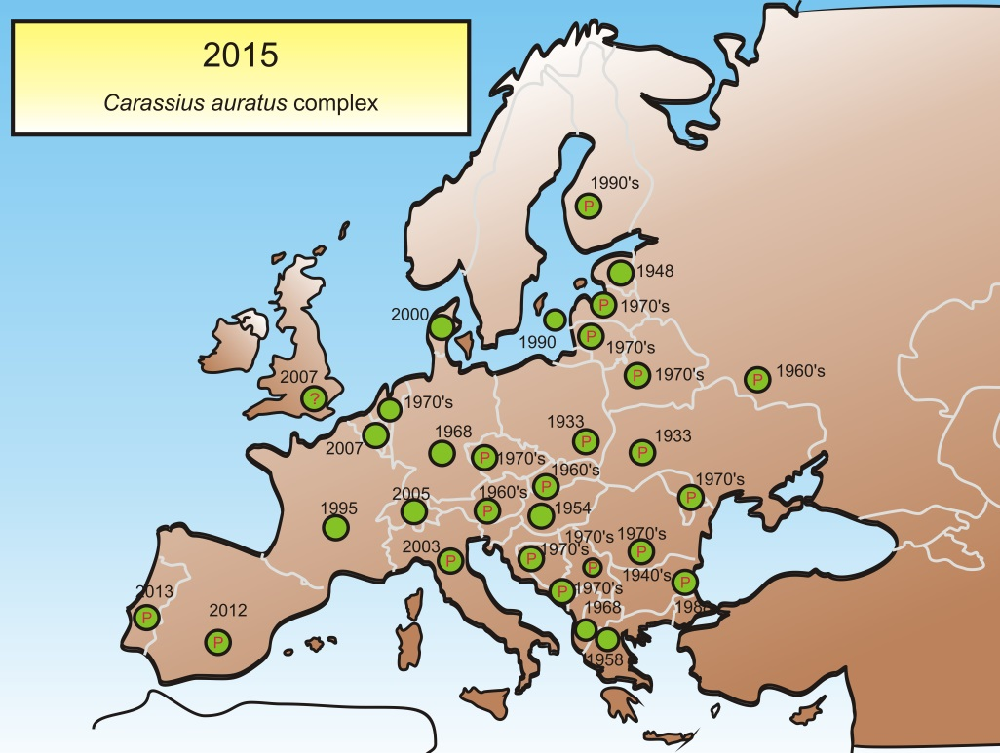 2015
Carassius auratus complex
1990's
P
1948
1970's
P
2000
1990
1970's
P
1970's
P
1960's
P
2007
?
1970's
2007
1968
1970's
P
1933
P
1933
P
1960's
P
1970's
P
2005
1960's
P
1954
1995
2003
P
1970's
P
1970's
P
1970's
P
1940's
P
1970's
P
2013
P
2012
P
1968
1958